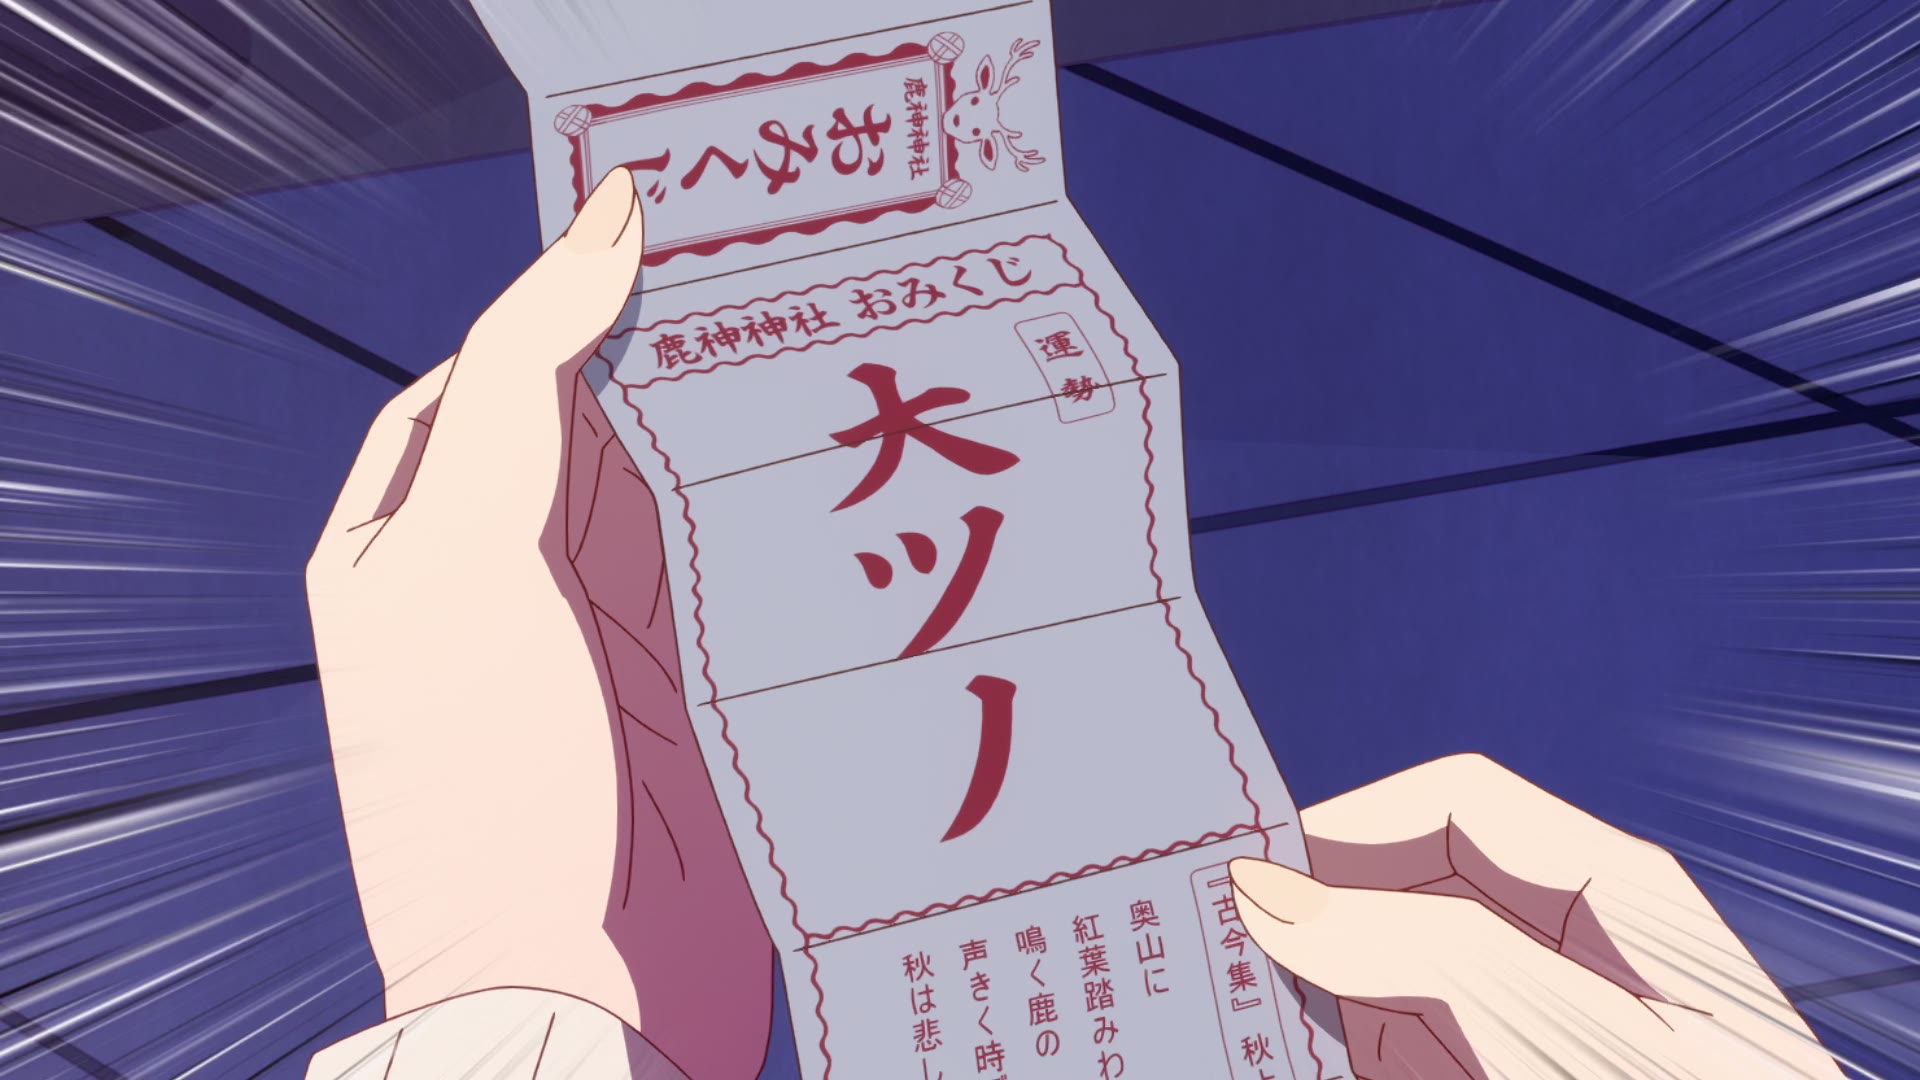 鹿神神社
おみくじ
鹿神神社 おみくじ
運勢
大ツノ
『古今集』 秋上
奥山に
紅葉踏みわ
鳴く鹿の
声きく時
秋は悲し